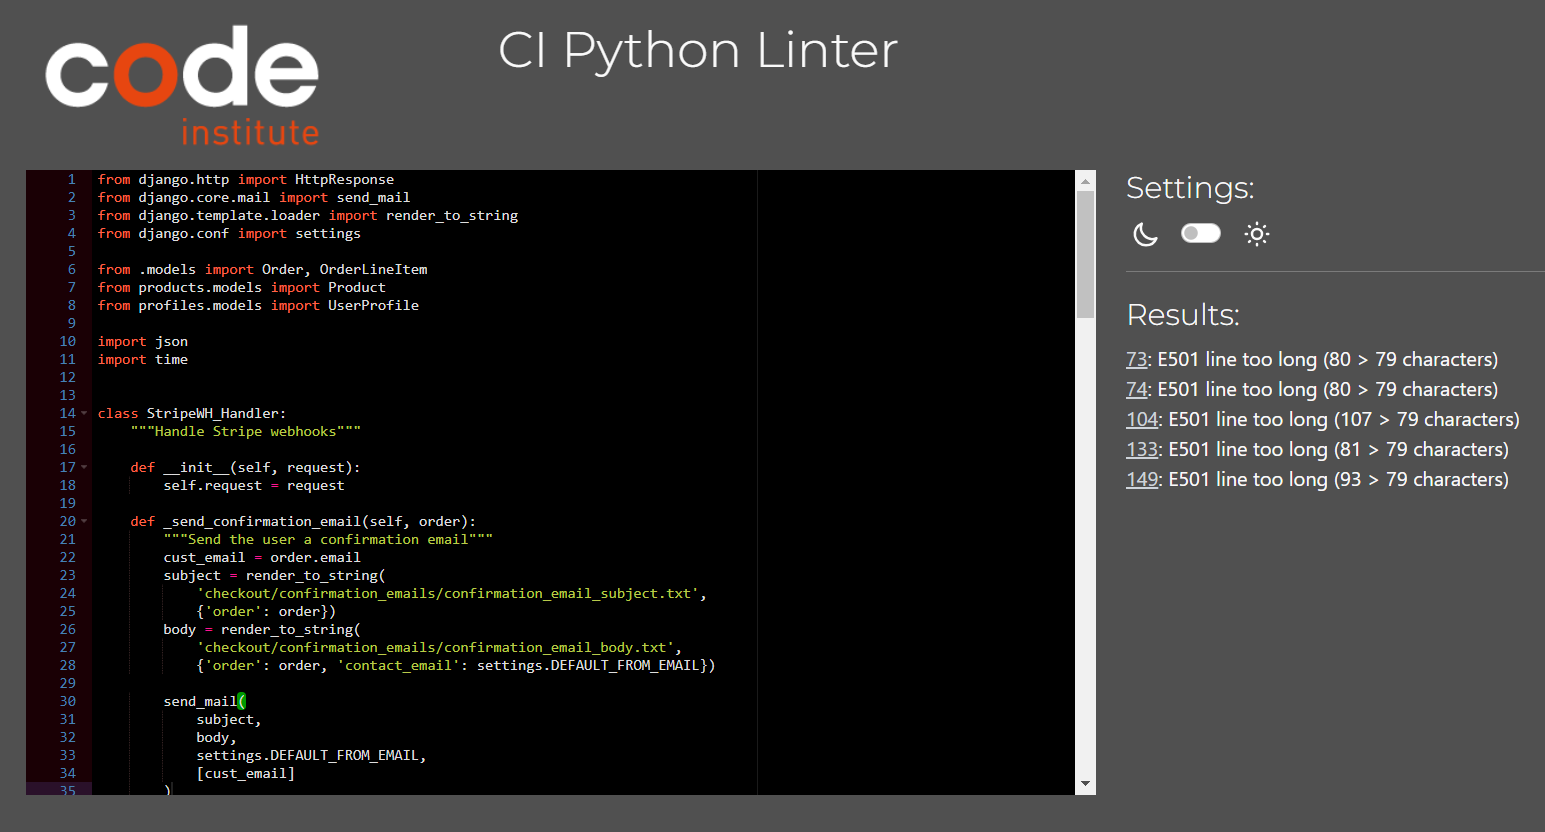 code
institute
CI Python Linter
1 from django.http import HttpResponse
2 from django.core.mail import send_mail
3 from django.template.loader import render_to_string
4 from django.conf import settings
5
6 from .models import Order, OrderLineItem
7 from products.models import Product
8 from profiles.models import UserProfile
9
10 import json
11 import time
12
13
14 class StripeWH_Handler:
15     """Handle Stripe webhooks"""
16
17     def __init__(self, request):
18         self.request = request
19
20     def _send_confirmation_email(self, order):
21         """Send the user a confirmation email"""
22         cust_email = order.email
23         subject = render_to_string(
24             'checkout/confirmation_emails/confirmation_email_subject.txt',
25             {'order': order})
26         body = render_to_string(
27             'checkout/confirmation_emails/confirmation_email_body.txt',
28             {'order': order, 'contact_email': settings.DEFAULT_FROM_EMAIL})
29
30         send_mail(
31             subject,
32             body,
33             settings.DEFAULT_FROM_EMAIL,
34             [cust_email]
35         )
Settings:
Results:
73: E501 line too long (80 > 79 characters)
74: E501 line too long (80 > 79 characters)
104: E501 line too long (107 > 79 characters)
133: E501 line too long (81 > 79 characters)
149: E501 line too long (93 > 79 characters)